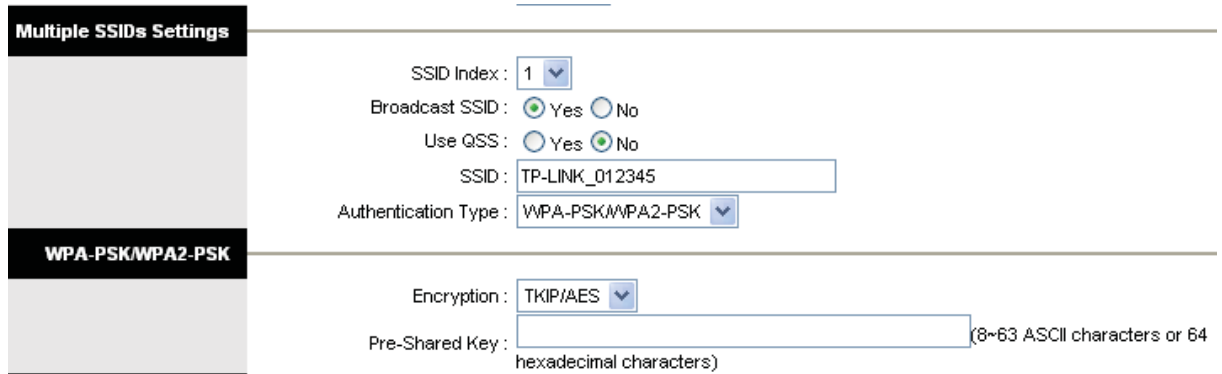 Multiple SSIDs Settings
SSID Index : 1
Broadcast SSID : Yes No
Use QSS : Yes No
SSID : TP-LINK_012345
Authentication Type : WPA-PSK/WPA2-PSK
WPA-PSK/WPA2-PSK
Encryption : TKIP/AES
Pre-Shared Key : (8~63 ASCII characters or 64
hexadecimal characters)